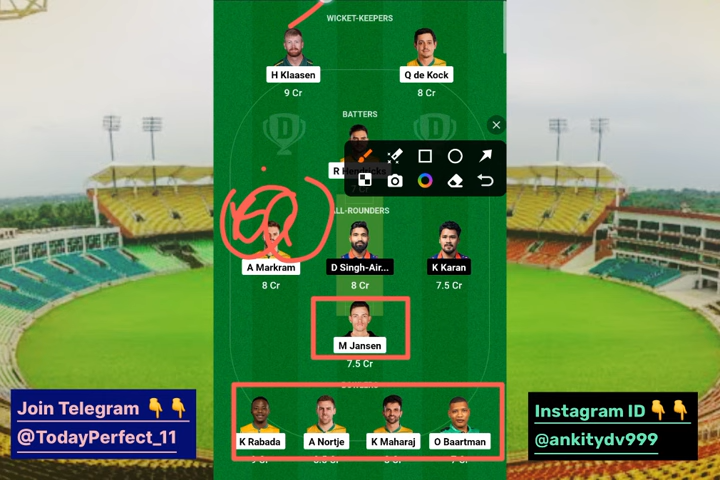 WICKET-KEEPERS
H Klaasen
Q de Kock
9 Cr
8 Cr
BATTERS
ALL-ROUNDERS
A Markram
D Singh-Air...
K Karan
8 Cr
8 Cr
7.5 Cr
M Jansen
7.5 Cr
K Rabada
A Nortje
K Maharaj
O Baartman
Join Telegram 👇👇
@TodayPerfect_11
Instagram ID👇👇
@ankitydv999